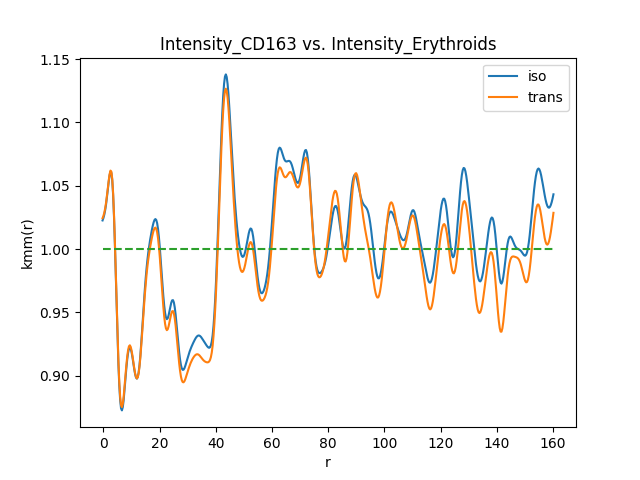 Intensity_CD163 vs. Intensity_Erythroids
iso
trans
1.15
1.10
1.05
1.00
0.95
0.90
kmm(r)
0 20 40 60 80 100 120 140 160
r